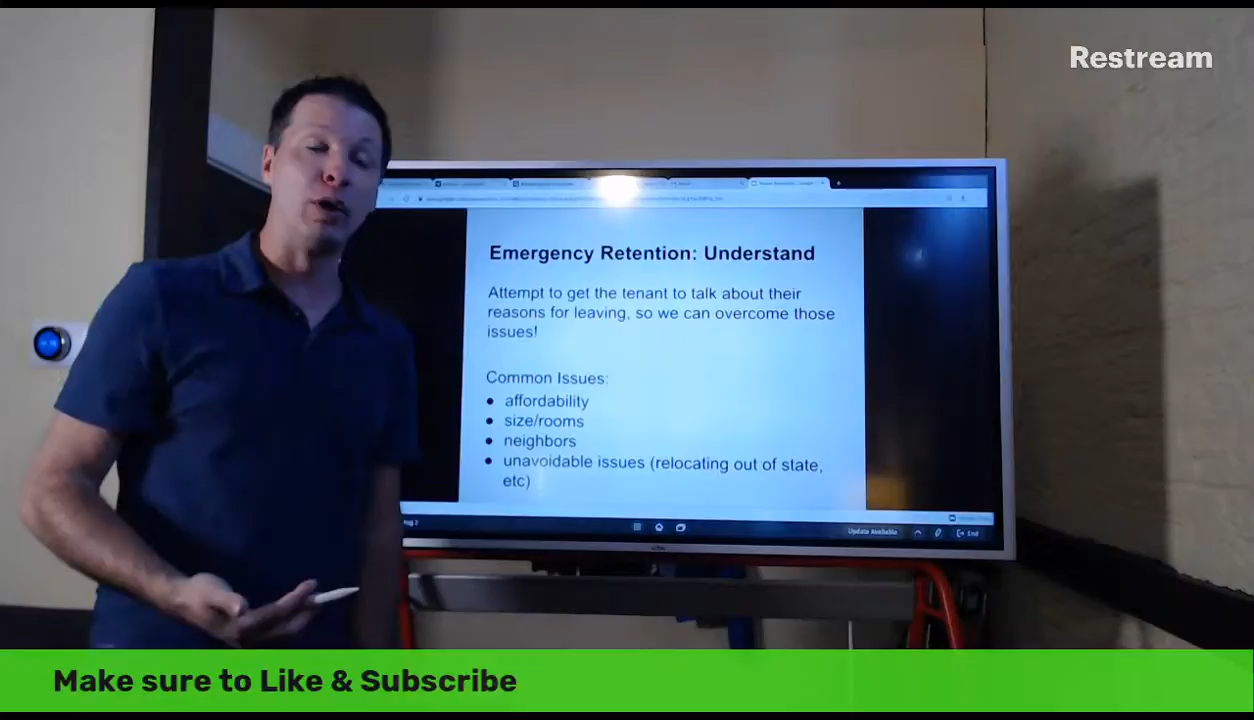 Restream
Emergency Retention: Understand
Attempt to get the tenant to talk about their
reasons for leaving, so we can overcome those
issues!
Common Issues:
● affordability
● size/rooms
● neighbors
● unavoidable issues (relocating out of state,
etc)
Aug 2
Update Available
End
Make sure to Like & Subscribe